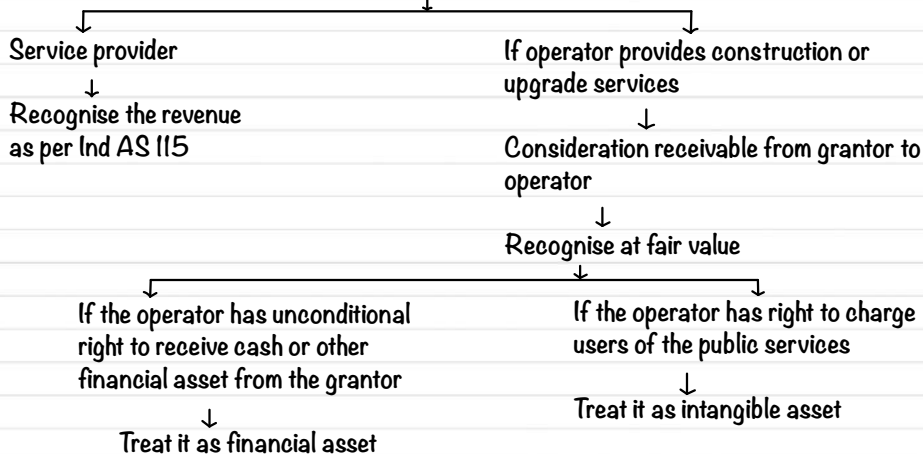 Service provider
Recognise the revenue
as per Ind AS 115
If operator provides construction or
upgrade services
Consideration receivable from grantor to
operator
Recognise at fair value
If the operator has unconditional
right to receive cash or other
financial asset from the grantor
Treat it as financial asset
If the operator has right to charge
users of the public services
Treat it as intangible asset